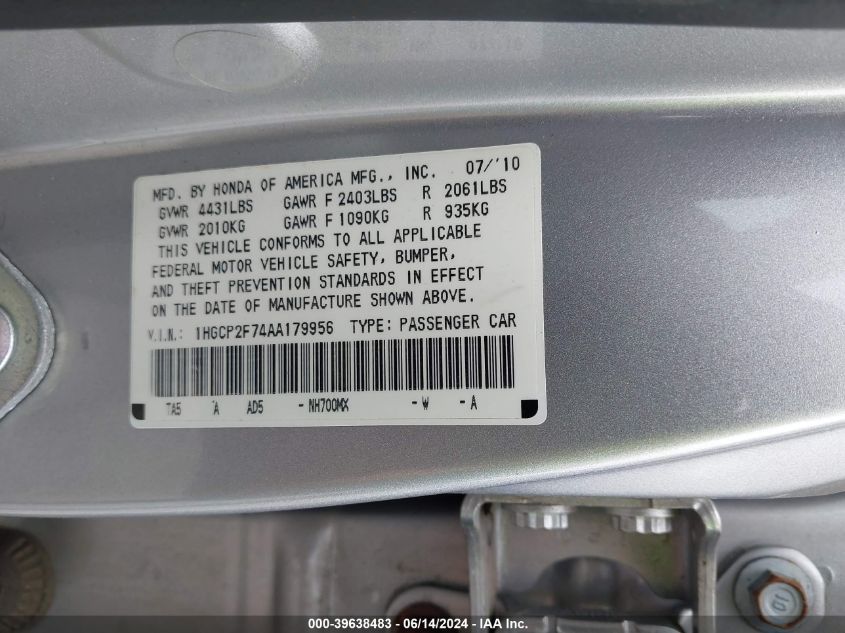 MFD. BY HONDA OF AMERICA MFG., INC. 07/'10
GVWR 4431LBS GAWR F 2403LBS R 2061LBS
GVWR 2010KG GAWR F 1090KG R 935KG
THIS VEHICLE CONFORMS TO ALL APPLICABLE
FEDERAL MOTOR VEHICLE SAFETY, BUMPER,
AND THEFT PREVENTION STANDARDS IN EFFECT
ON THE DATE OF MANUFACTURE SHOWN ABOVE.
V.I.N.: 1HGCP2F74AA179956 TYPE: PASSENGER CAR
TA5 A AD5 - NH700MX - W - A
000-39638483 - 06/14/2024 - IAA Inc.